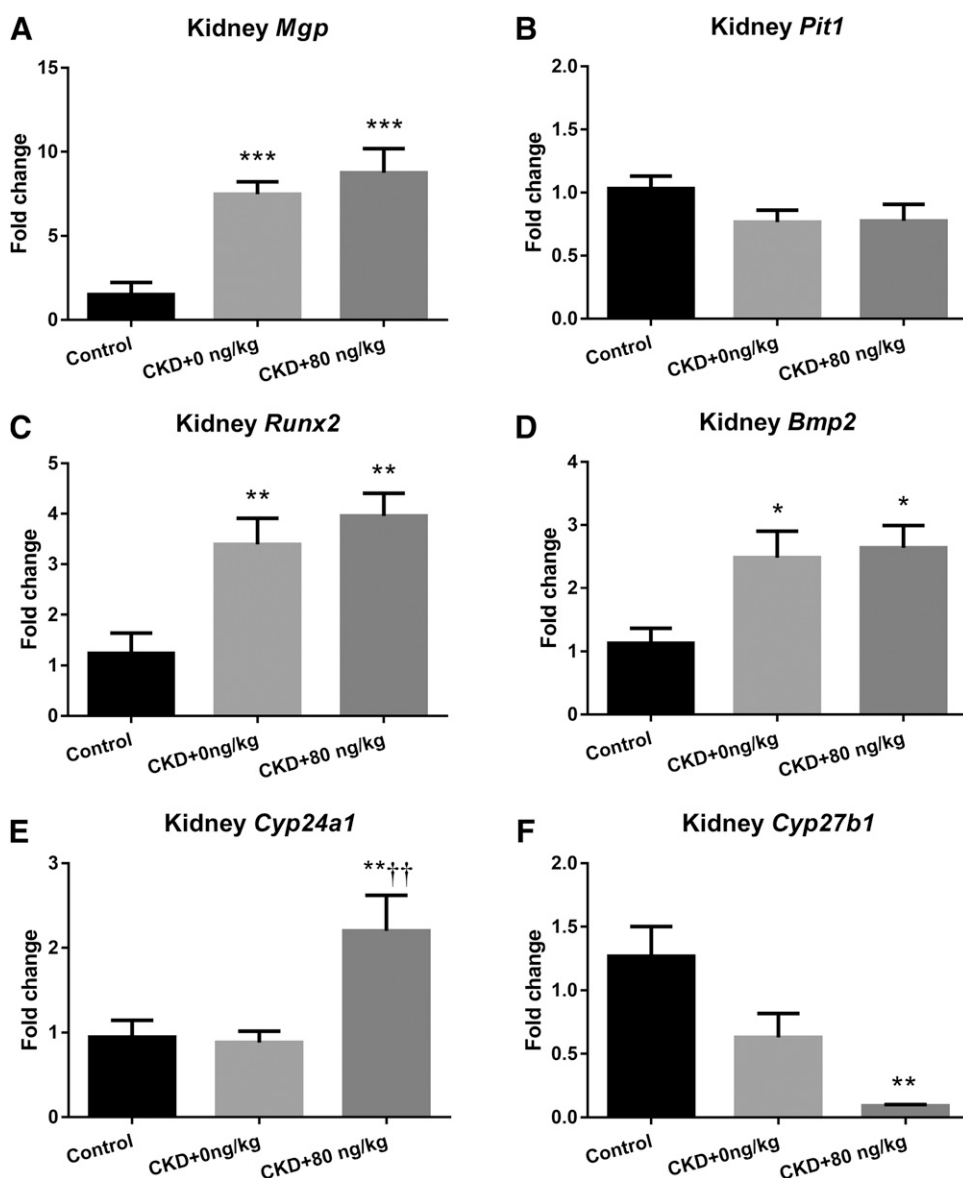 A
Kidney Mgp
Fold change
15
10
5
0
***
***
Control
CKD+0 ng/kg
CKD+80 ng/kg
B
Kidney Pit1
Fold change
2.0
1.5
1.0
0.5
0.0
Control
CKD+0ng/kg
CKD+80 ng/kg
C
Kidney Runx2
Fold change
5
4
3
2
1
0
**
**
Control
CKD+0ng/kg
CKD+80 ng/kg
D
Kidney Bmp2
Fold change
4
3
2
1
0
*
*
Control
CKD+0ng/kg
CKD+80 ng/kg
E
Kidney Cyp24a1
Fold change
3
2
1
0
**††
Control
CKD+0ng/kg
CKD+80 ng/kg
F
Kidney Cyp27b1
Fold change
2.0
1.5
1.0
0.5
0.0
**
Control
CKD+0ng/kg
CKD+80 ng/kg